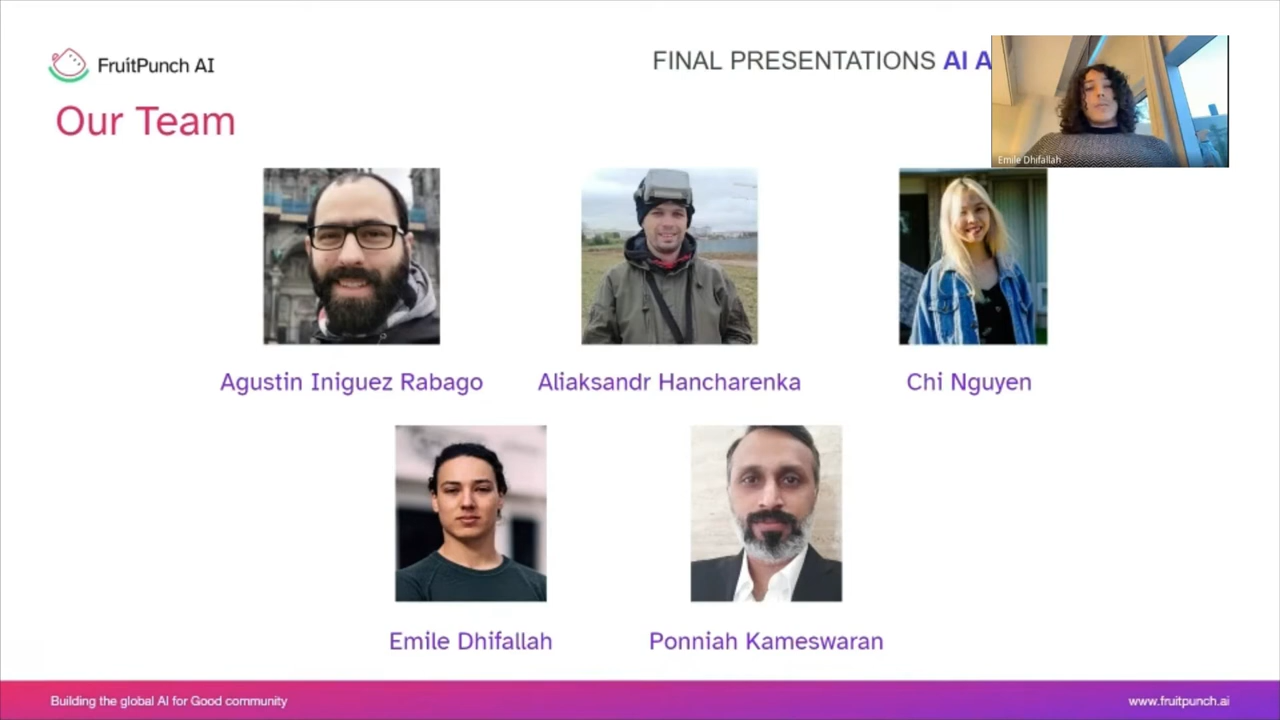 FruitPunch AI
FINAL PRESENTATIONS AI A
Our Team
Emile Dhifallah
Agustin Iniguez Rabago
Aliaksandr Hancharenka
Chi Nguyen
Emile Dhifallah
Ponniah Kameswaran
Building the global AI for Good community
www.fruitpunch.ai